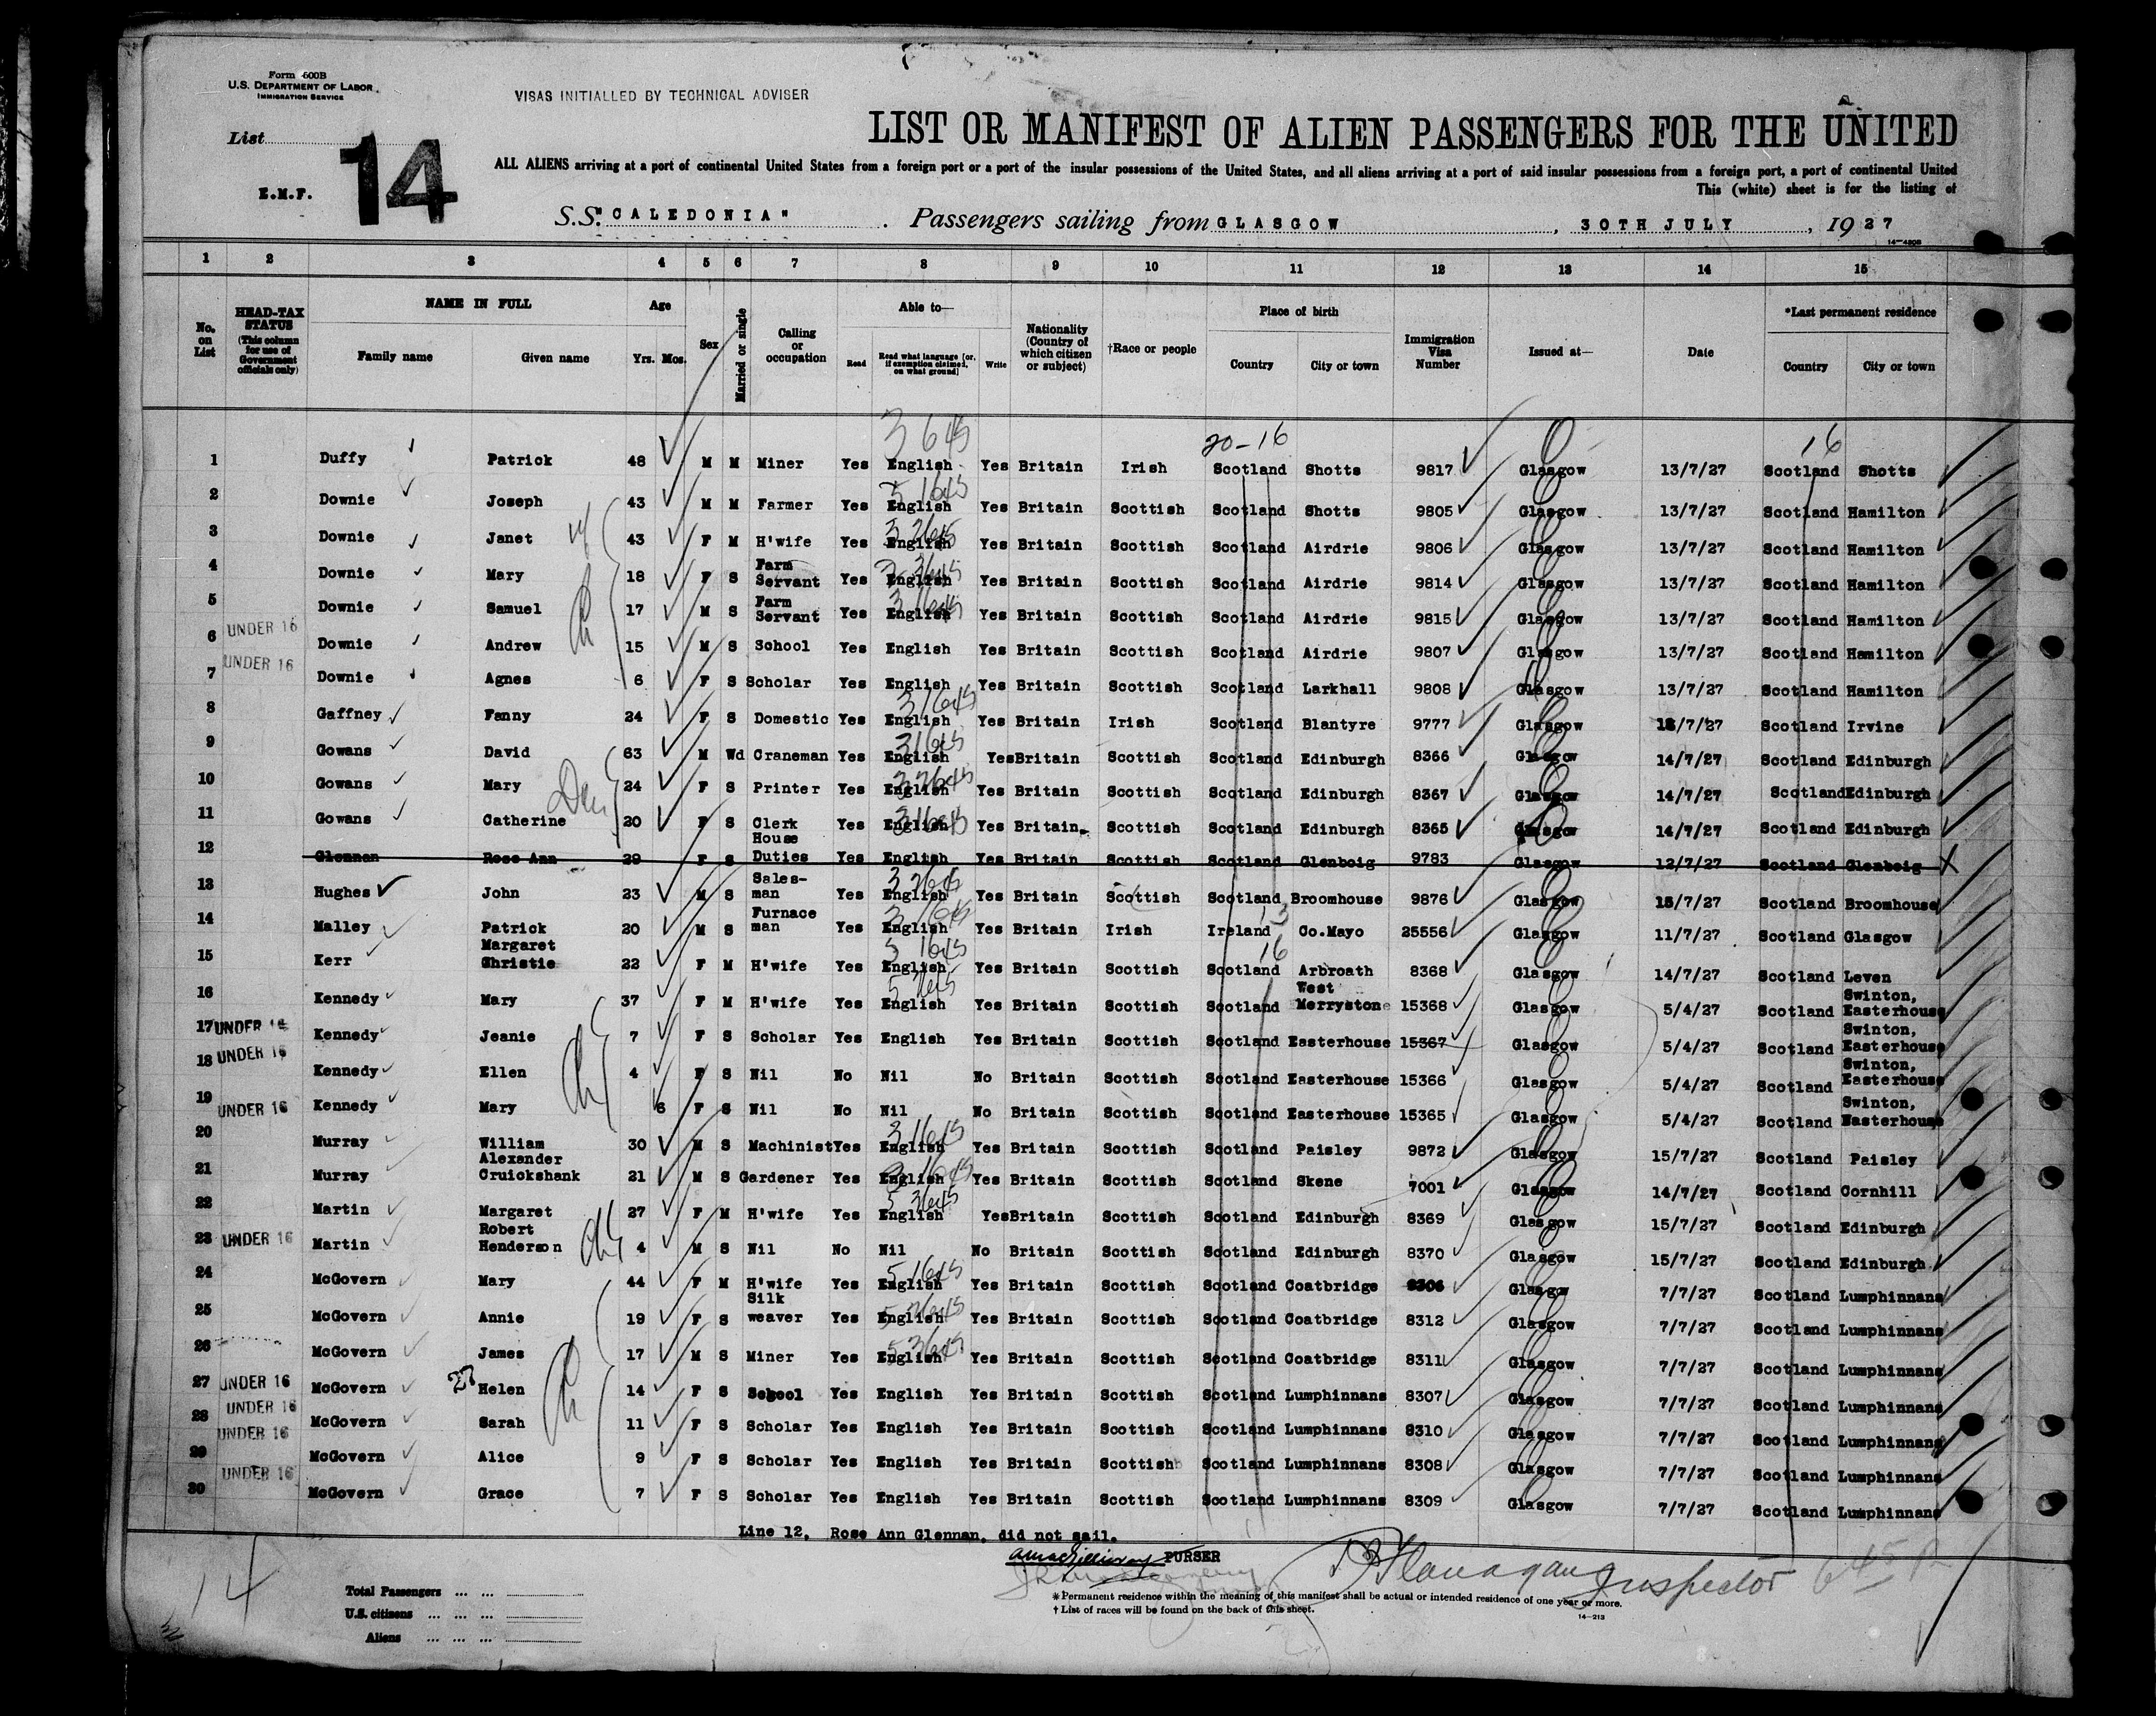 Form 500B
U.S. DEPARTMENT OF LABOR
IMMIGRATION SERVICE
VISAS INITIALLED BY TECHNICAL ADVISER
List 14
E.M.F.
LIST OR MANIFEST OF ALIEN PASSENGERS FOR THE UNITED
ALL ALIENS arriving at a port of continental United States from a foreign port or a port of the insular possessions of the United States, and all aliens arriving at a port of said insular possessions from a foreign port, a port of continental United
This (white) sheet is for the listing of
S.S. "CALEDONIA" . Passengers sailing from GLASGOW , 30TH JULY , 1927
14-4208
1 2 3 4 5 6 7 8 9 10 11 12 13 14 15
No. on List HEAD-TAX STATUS (This column for use of Government officials only) NAME IN FULL Family name Given name Age Yrs. Mos. Sex Married or single Calling or occupation Able to— Read Read what language [or, if exemption claimed, on what ground] Write Nationality (Country of which citizen or subject) †Race or people Place of birth Country City or town Immigration Visa Number Issued at— Date *Last permanent residence Country City or town
20-16 16
1 Duffy Patrick 48 M M Miner Yes English Yes Britain Irish Scotland Shotts 9817 Glasgow 13/7/27 Scotland Shotts
2 Downie Joseph 43 M M Farmer Yes English Yes Britain Scottish Scotland Shotts 9805 Glasgow 13/7/27 Scotland Hamilton
3 Downie Janet 43 F M H'wife Yes English Yes Britain Scottish Scotland Airdrie 9806 Glasgow 13/7/27 Scotland Hamilton
4 Downie Mary 18 F S Farm Servant Yes English Yes Britain Scottish Scotland Airdrie 9814 Glasgow 13/7/27 Scotland Hamilton
5 Downie Samuel 17 M S Farm Servant Yes English Yes Britain Scottish Scotland Airdrie 9815 Glasgow 13/7/27 Scotland Hamilton
6 UNDER 16 Downie Andrew 15 M S School Yes English Yes Britain Scottish Scotland Airdrie 9807 Glasgow 13/7/27 Scotland Hamilton
7 UNDER 16 Downie Agnes 6 F S Scholar Yes English Yes Britain Scottish Scotland Larkhall 9808 Glasgow 13/7/27 Scotland Hamilton
8 Gaffney Fanny 24 F S Domestic Yes English Yes Britain Irish Scotland Blantyre 9777 Glasgow /7/27 Scotland Irvine
9 Gowans David 63 M Wd Craneman Yes English Yes Britain Scottish Scotland Edinburgh 8366 Glasgow 14/7/27 Scotland Edinburgh
10 Gowans Mary 24 F S Printer Yes English Yes Britain Scottish Scotland Edinburgh 8367 Glasgow 14/7/27 Scotland Edinburgh
11 Gowans Catherine 20 F S Clerk Yes English Yes Britain Scottish Scotland Edinburgh 8365 Glasgow 14/7/27 Scotland Edinburgh
12 Glennan Rose Ann 29 F S House Duties Yes English Yes Britain Scottish Scotland Glenboig 9783 Glasgow 12/7/27 Scotland Glenboig X
13 Hughes John 23 M S Sales-man Yes English Yes Britain Scottish Scotland Broomhouse 9876 Glasgow 15/7/27 Scotland Broomhouse
14 Malley Patrick 20 M S Furnace man Yes English Yes Britain Irish Ireland 13 Co.Mayo 25556 Glasgow 11/7/27 Scotland Glasgow
15 Kerr Margaret Christie 22 F M H'wife Yes English Yes Britain Scottish Scotland 16 Arbroath 8368 Glasgow 14/7/27 Scotland Leven
16 Kennedy Mary 37 F M H'wife Yes English Yes Britain Scottish Scotland West Merryston 15368 Glasgow 5/4/27 Scotland Swinton, Easterhouse
17 UNDER 16 Kennedy Jeanie 7 F S Scholar Yes English Yes Britain Scottish Scotland Easterhouse 15367 Glasgow 5/4/27 Scotland Swinton, Easterhouse
18 UNDER 16 Kennedy Ellen 4 F S Nil No Nil No Britain Scottish Scotland Easterhouse 15366 Glasgow 5/4/27 Scotland Swinton, Easterhouse
19 UNDER 16 Kennedy Mary 6 F S Nil No Nil No Britain Scottish Scotland Easterhouse 15365 Glasgow 5/4/27 Scotland Swinton, Easterhouse
20 Murray William 30 M S Machinist Yes English Yes Britain Scottish Scotland Paisley 9872 Glasgow 15/7/27 Scotland Paisley
21 Murray Alexander Cruickshank 21 M S Gardener Yes English Yes Britain Scottish Scotland Skene 7001 Glasgow 14/7/27 Scotland Cornhill
22 Martin Margaret 27 F M H'wife Yes English Yes Britain Scottish Scotland Edinburgh 8369 Glasgow 15/7/27 Scotland Edinburgh
23 UNDER 16 Martin Robert Henderson 4 M S Nil No Nil No Britain Scottish Scotland Edinburgh 8370 Glasgow 15/7/27 Scotland Edinburgh
24 McGovern Mary 44 F M H'wife Yes English Yes Britain Scottish Scotland Coatbridge 8306 Glasgow 7/7/27 Scotland Lumphinnans
25 McGovern Annie 19 F S Silk weaver Yes English Yes Britain Scottish Scotland Coatbridge 8312 Glasgow 7/7/27 Scotland Lumphinnans
26 McGovern James 17 M S Miner Yes English Yes Britain Scottish Scotland Coatbridge 8311 Glasgow 7/7/27 Scotland Lumphinnans
27 UNDER 16 McGovern 27 Helen 14 F S School Yes English Yes Britain Scottish Scotland Lumphinnans 8307 Glasgow 7/7/27 Scotland Lumphinnans
28 UNDER 16 McGovern Sarah 11 F S Scholar Yes English Yes Britain Scottish Scotland Lumphinnans 8310 Glasgow 7/7/27 Scotland Lumphinnans
29 UNDER 16 McGovern Alice 9 F S Scholar Yes English Yes Britain Scottish Scotland Lumphinnans 8308 Glasgow 7/7/27 Scotland Lumphinnans
30 UNDER 16 McGovern Grace 7 F S Scholar Yes English Yes Britain Scottish Scotland Lumphinnans 8309 Glasgow 7/7/27 Scotland Lumphinnans
Line 12. Rose Ann Glennan, did not sail.
PURSER
Flanagan Inspector
14
Total Passengers ... ...
U.S. citizens ... ... ...
Aliens ... ... ...
*Permanent residence within the meaning of this manifest shall be actual or intended residence of one year or more.
† List of races will be found on the back of this sheet.
14-213